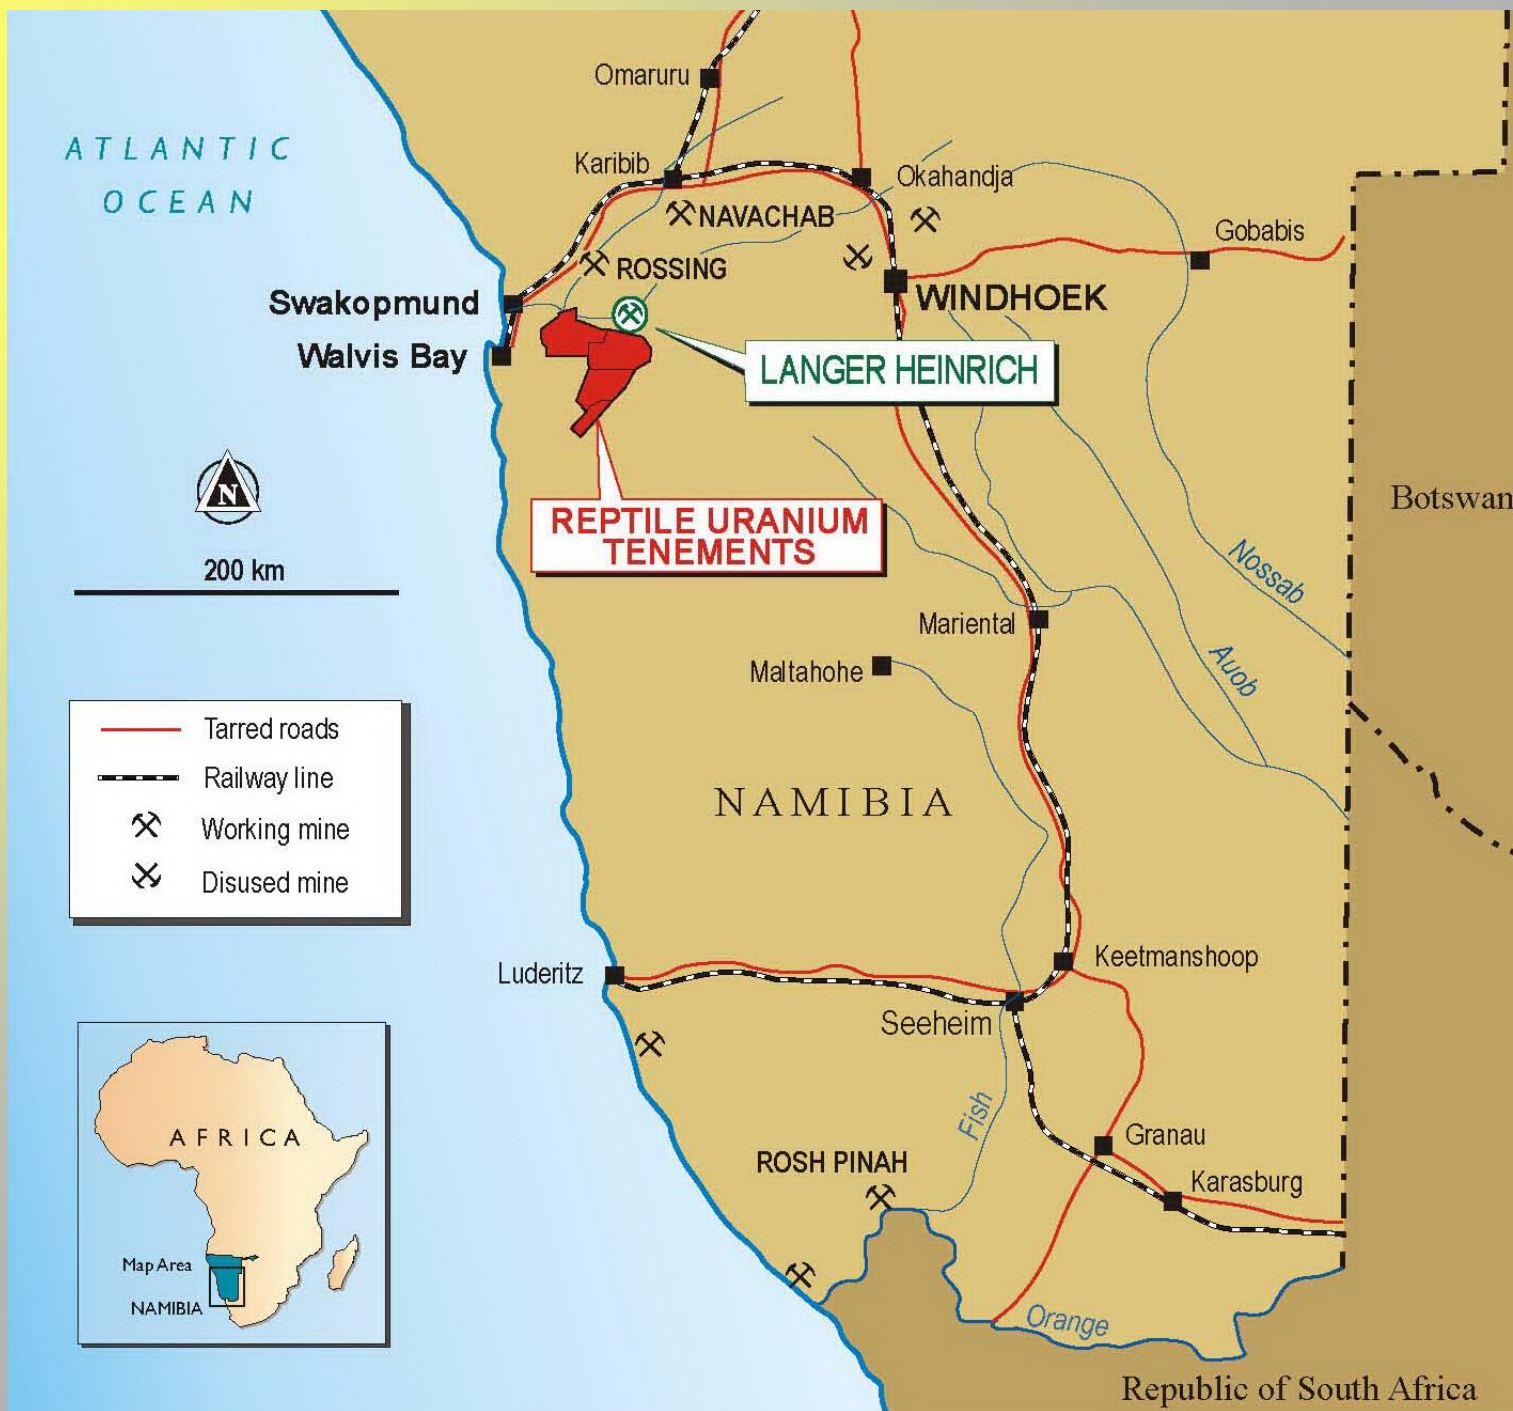 Omaruru
ATLANTIC
OCEAN
Karibib
Okahandja
NAVACHAB
Gobabis
ROSSING
Swakopmund
WINDHOEK
Walvis Bay
LANGER HEINRICH
N
Botswan
REPTILE URANIUM
TENEMENTS
200 km
Nossab
Mariental
Auob
Maltahohe
Tarred roads
Railway line
NAMIBIA
Working mine
Disused mine
Keetmanshoop
Luderitz
Seeheim
Fish
AFRICA
Granau
ROSH PINAH
Karasburg
Map Area
NAMIBIA
Orange
Republic of South Africa